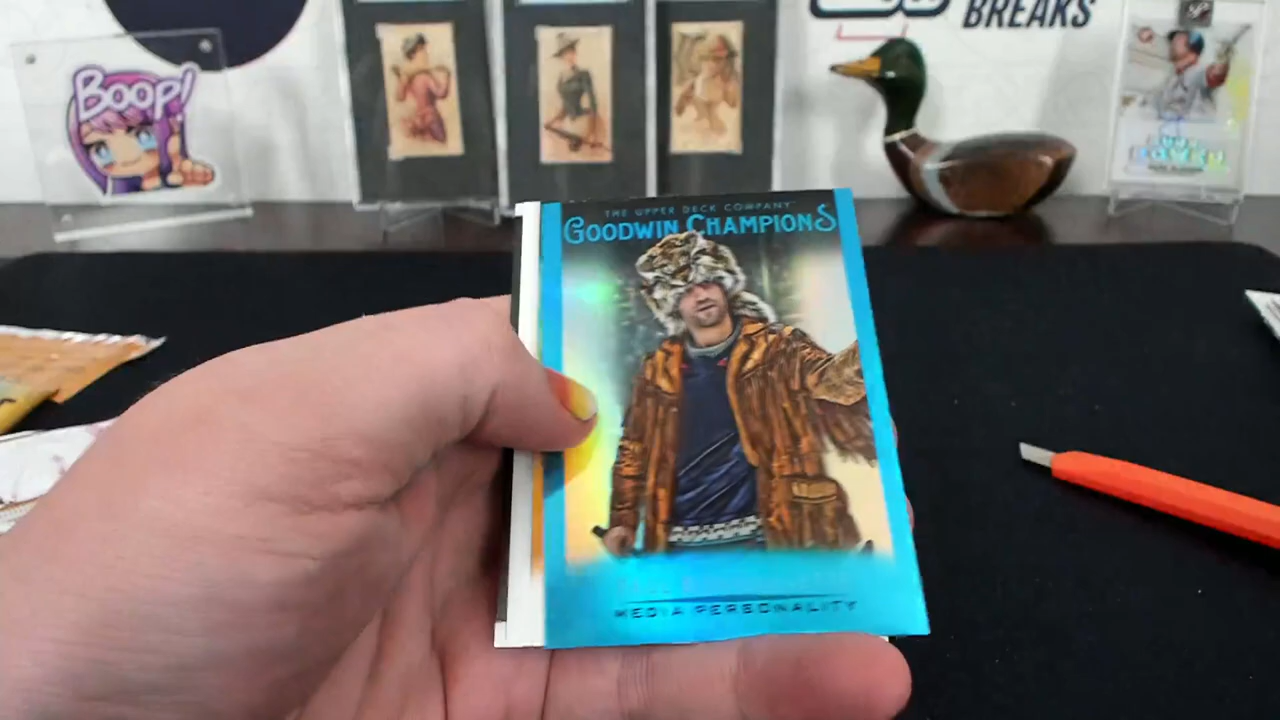 BOOP!
BREAKS
THE UPPER DECK COMPANY
GOODWIN CHAMPIONS
MEDIA PERSONALITY